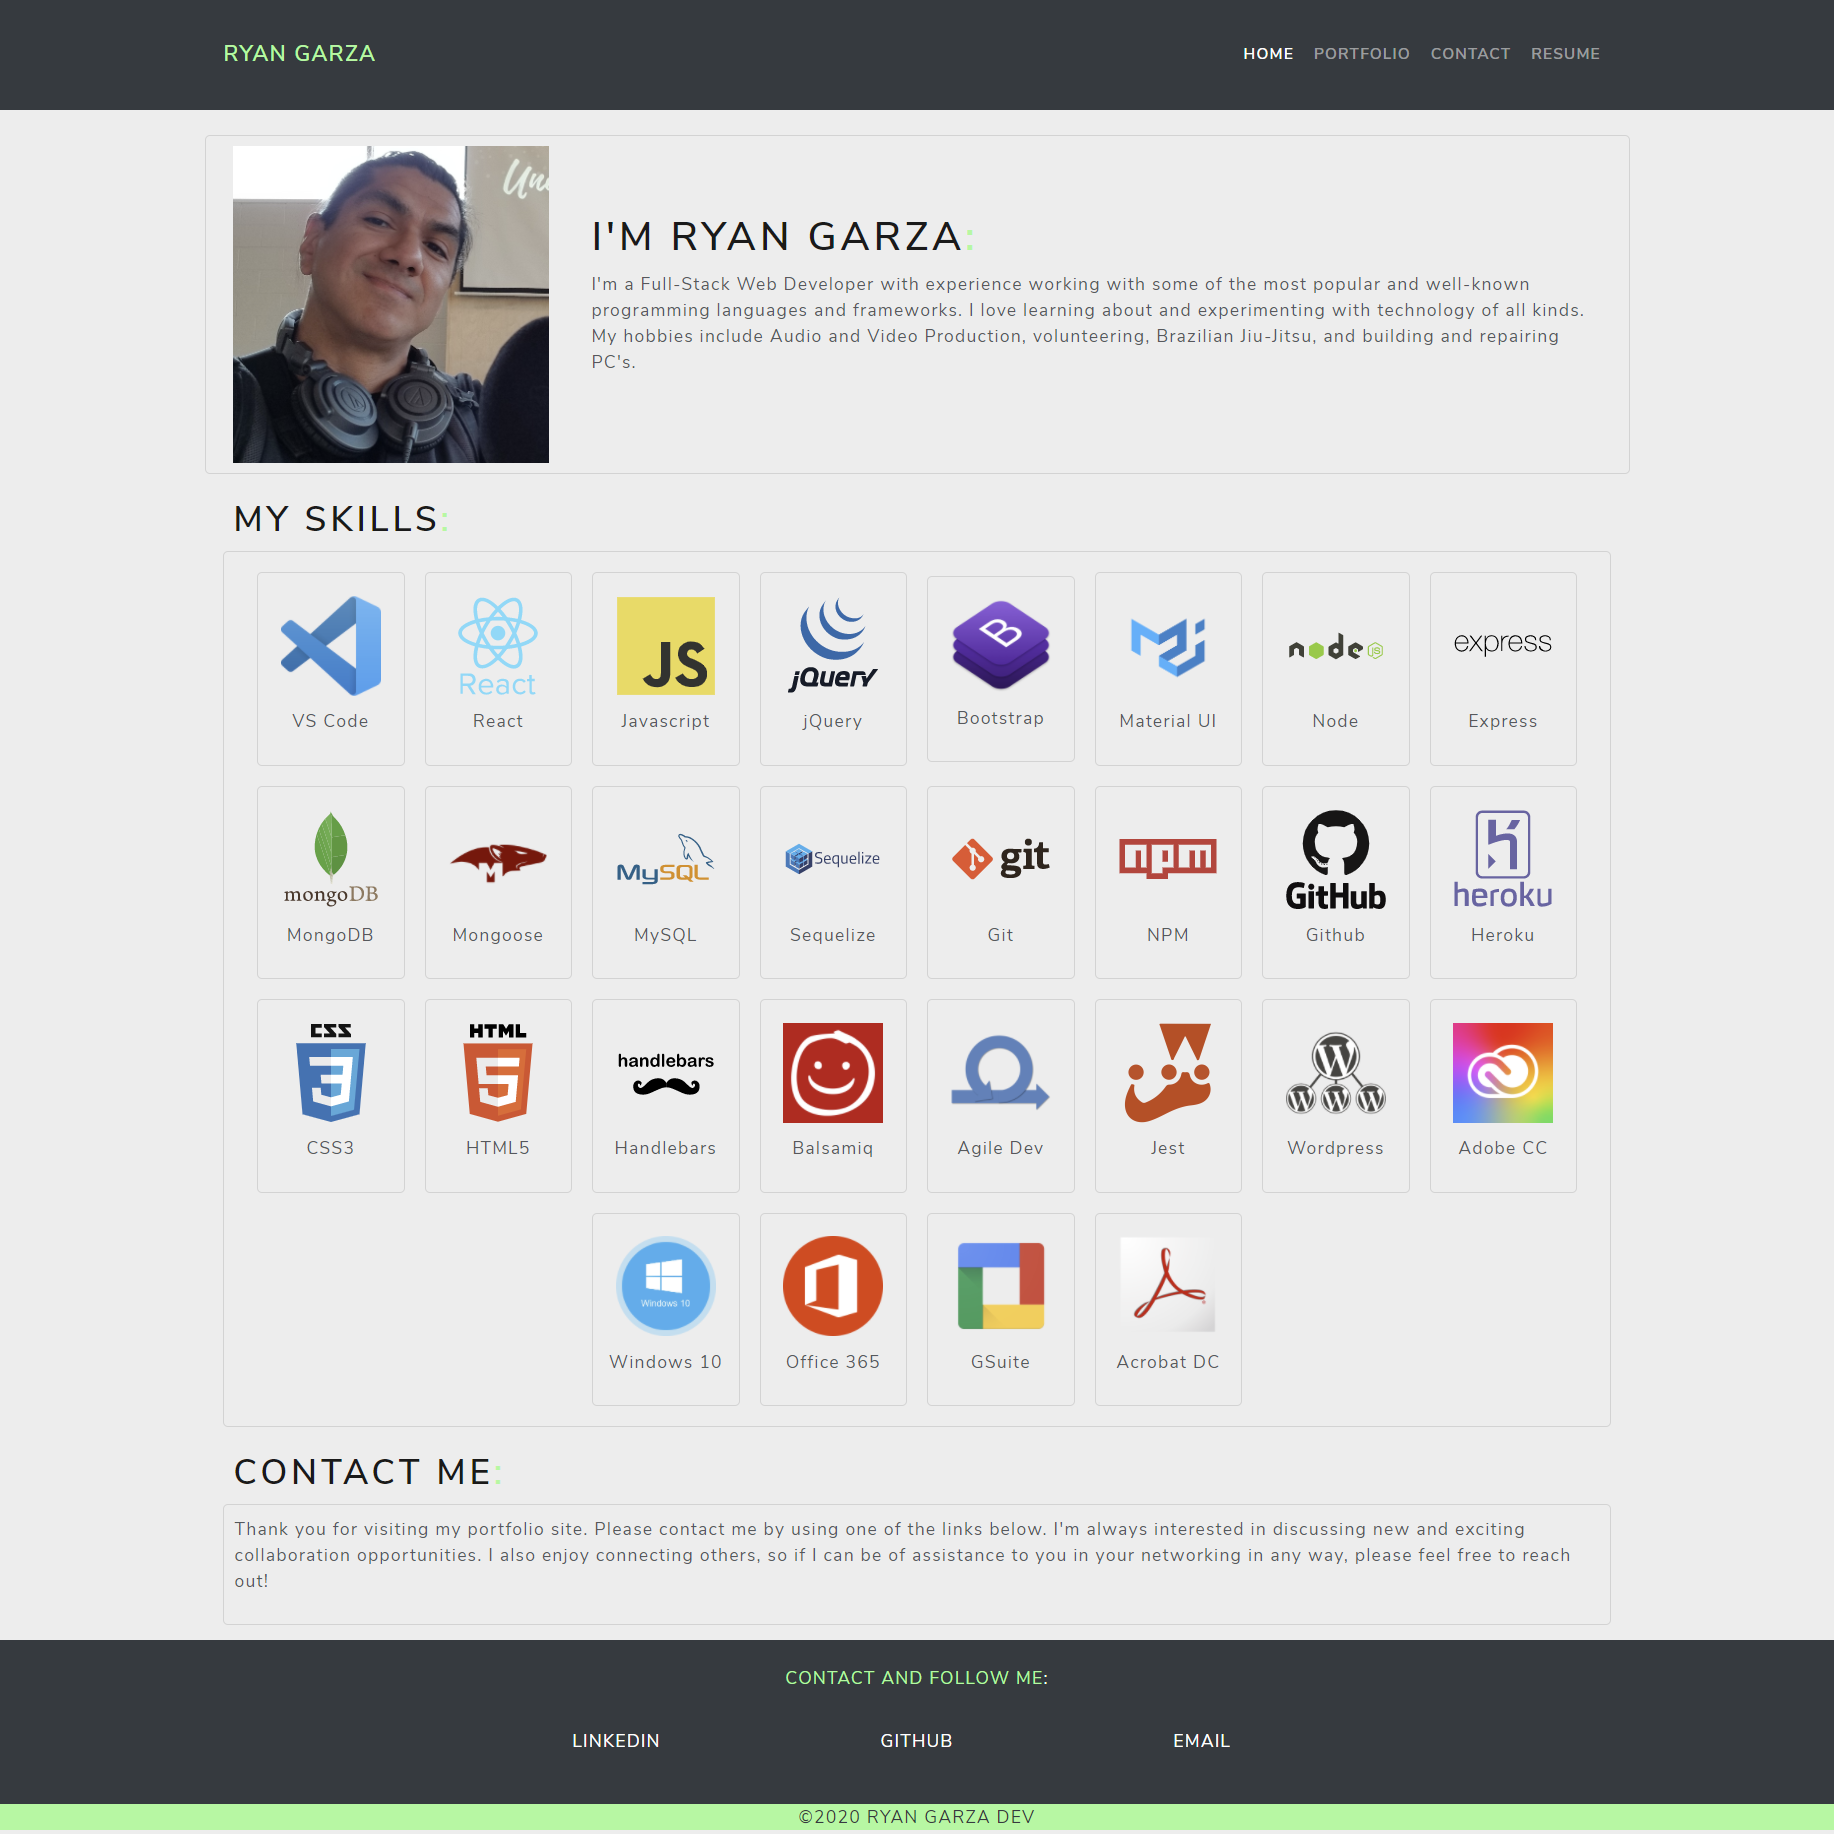 RYAN GARZA
HOME PORTFOLIO CONTACT RESUME
I'M RYAN GARZA:
I'm a Full-Stack Web Developer with experience working with some of the most popular and well-known
programming languages and frameworks. I love learning about and experimenting with technology of all kinds.
My hobbies include Audio and Video Production, volunteering, Brazilian Jiu-Jitsu, and building and repairing
PC's.
MY SKILLS:
React
JS
jQuery
B
node
JS
express
VS Code
React
Javascript
jQuery
Bootstrap
Material UI
Node
Express
mongoDB
M
MySQL
Sequelize
git
npm
GitHub
heroku
MongoDB
Mongoose
MySQL
Sequelize
Git
NPM
Github
Heroku
CSS
3
HTML
5
handlebars
W
W W W
CSS3
HTML5
Handlebars
Balsamiq
Agile Dev
Jest
Wordpress
Adobe CC
Windows 10
Windows 10
Office 365
GSuite
Acrobat DC
CONTACT ME:
Thank you for visiting my portfolio site. Please contact me by using one of the links below. I'm always interested in discussing new and exciting
collaboration opportunities. I also enjoy connecting others, so if I can be of assistance to you in your networking in any way, please feel free to reach
out!
CONTACT AND FOLLOW ME:
LINKEDIN GITHUB EMAIL
©2020 RYAN GARZA DEV